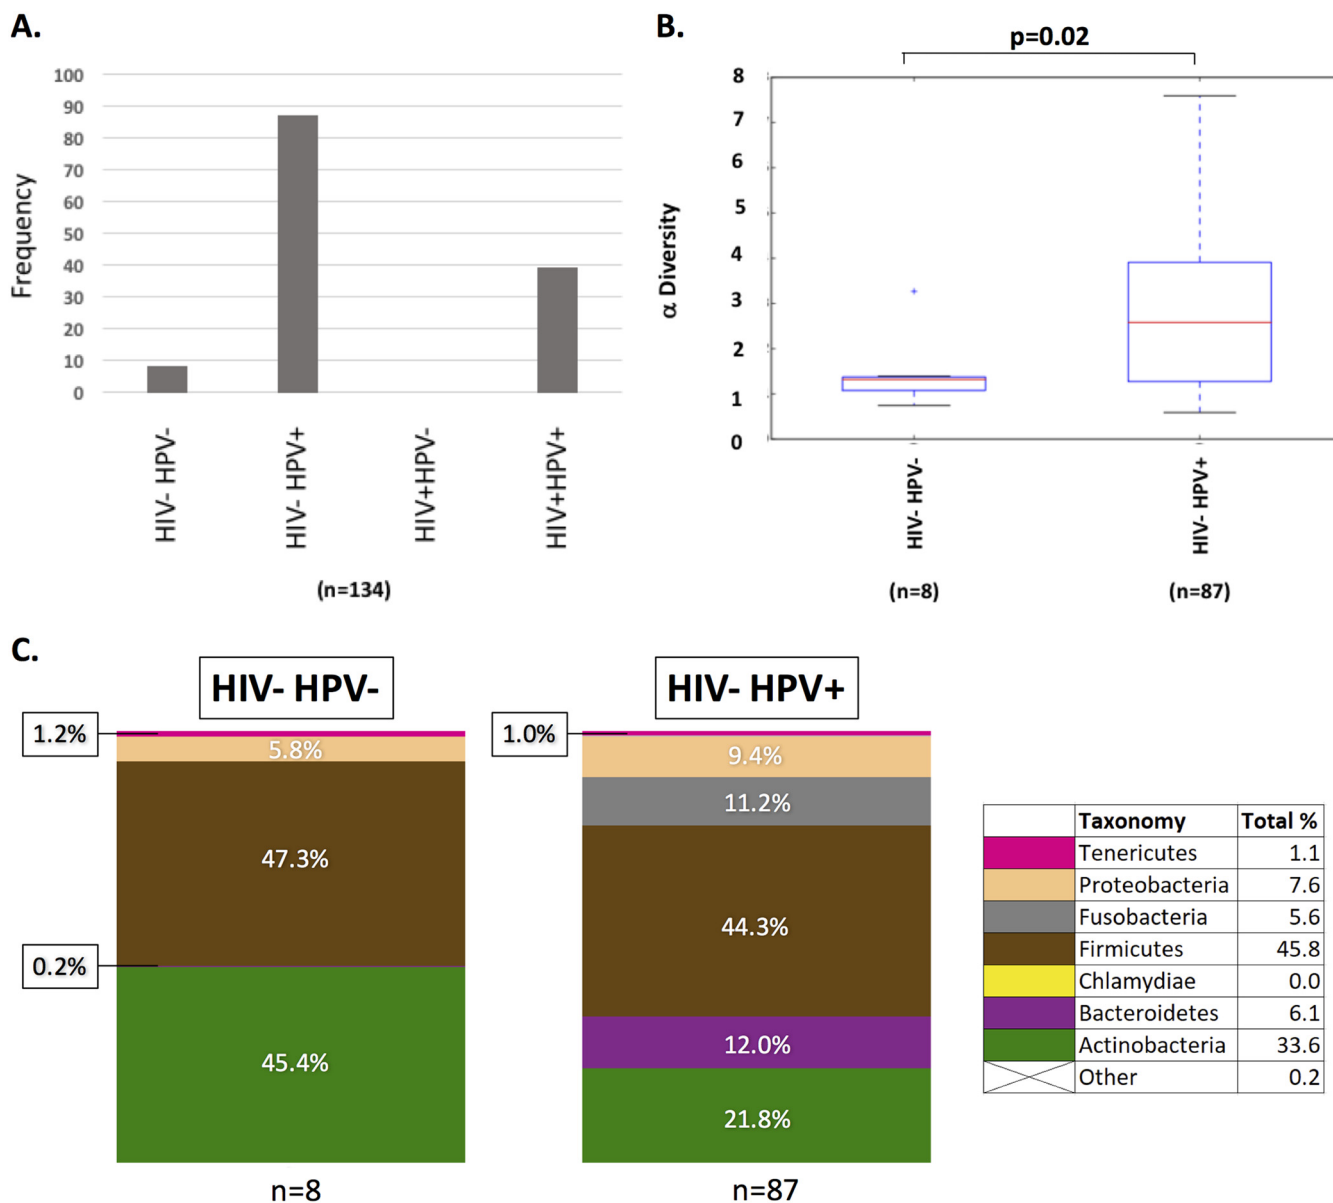 A.
100
90
80
70
60
50
40
30
20
10
0
Frequency
HIV- HPV-
HIV- HPV+
HIV+HPV-
HIV+HPV+
(n=134)
B.
p=0.02
8
7
6
5
4
3
2
1
0
α Diversity
HIV- HPV-
HIV- HPV+
(n=8)
(n=87)
C.
HIV- HPV-
1.2%
5.8%
47.3%
0.2%
45.4%
n=8
HIV- HPV+
1.0%
9.4%
11.2%
44.3%
12.0%
21.8%
n=87
Taxonomy Total %
Tenericutes 1.1
Proteobacteria 7.6
Fusobacteria 5.6
Firmicutes 45.8
Chlamydiae 0.0
Bacteroidetes 6.1
Actinobacteria 33.6
Other 0.2